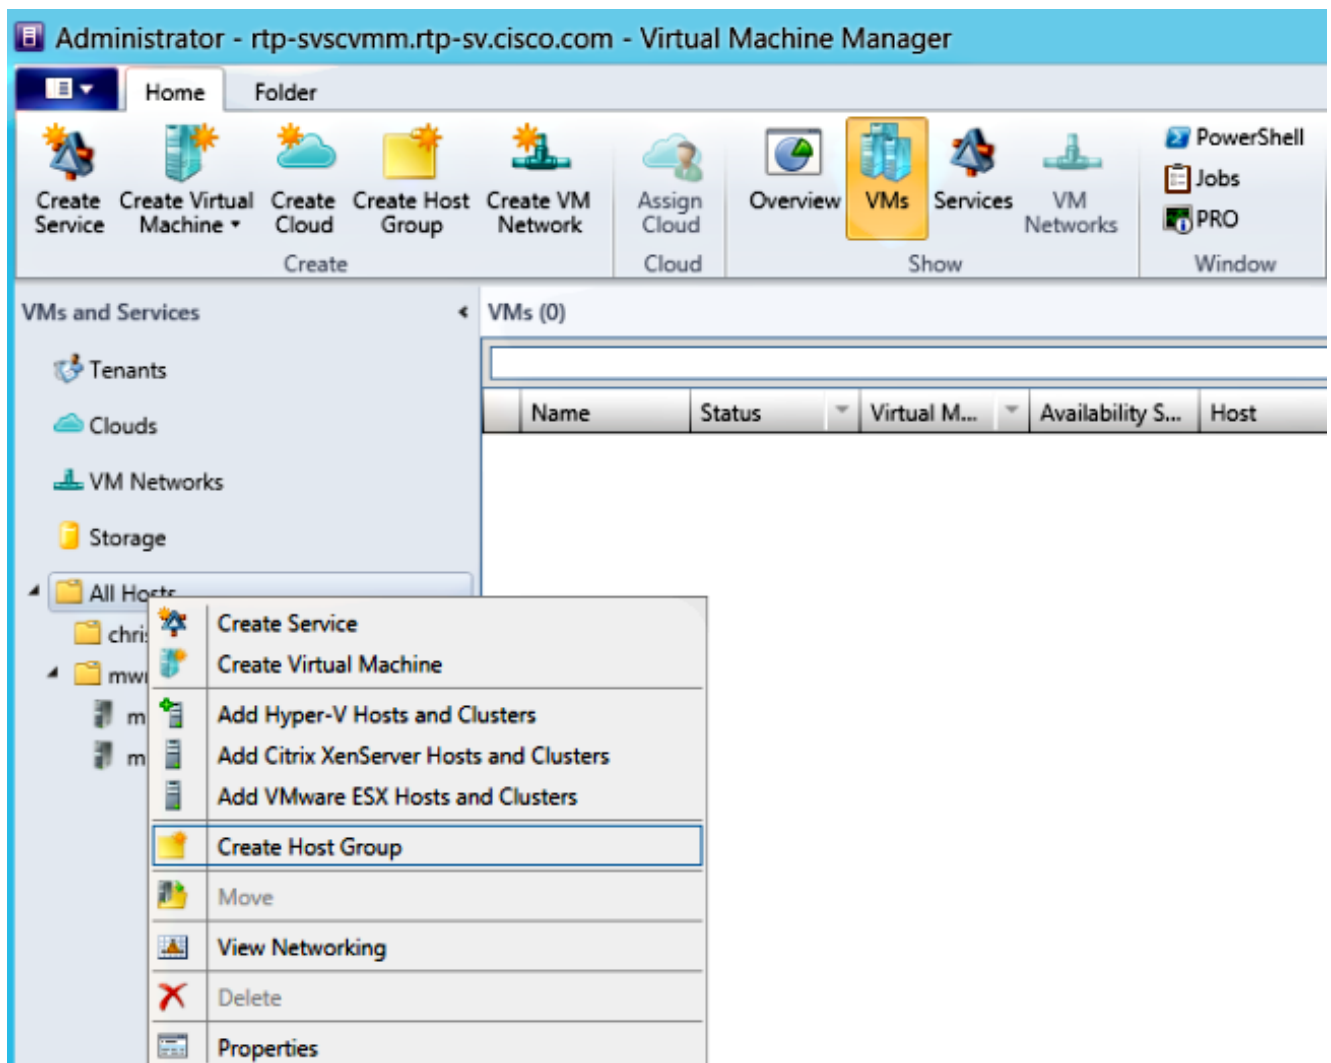 Administrator - rtp-svscvmm.rtp-sv.cisco.com - Virtual Machine Manager
Home Folder
Create Service
Create Virtual Machine
Create Cloud
Create Host Group
Create VM Network
Assign Cloud
Overview
VMs
Services
VM Networks
PowerShell
Jobs
PRO
Create
Cloud
Show
Window
VMs and Services
VMs (0)
Tenants
Clouds
VM Networks
Storage
All Hosts
Name Status Virtual M... Availability S... Host
Create Service
Create Virtual Machine
Add Hyper-V Hosts and Clusters
Add Citrix XenServer Hosts and Clusters
Add VMware ESX Hosts and Clusters
Create Host Group
Move
View Networking
Delete
Properties